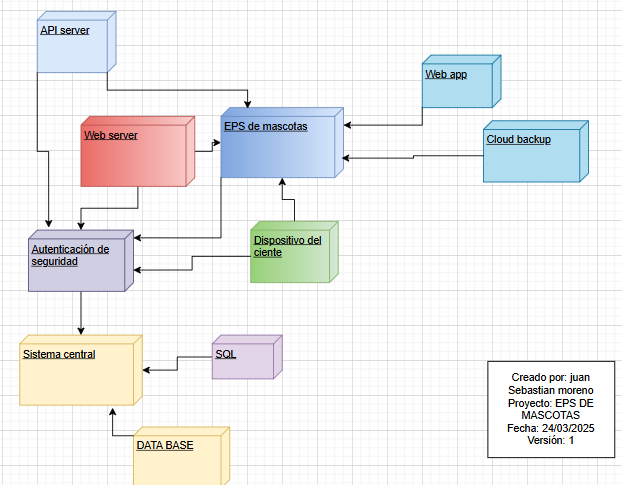 API server
Web app
Web server
EPS de mascotas
Cloud backup
Autenticación de
seguridad
Dispositivo del
ciente
Sistema central
SQL
DATA BASE
Creado por: juan
Sebastian moreno
Proyecto: EPS DE
MASCOTAS
Fecha: 24/03/2025
Versión: 1